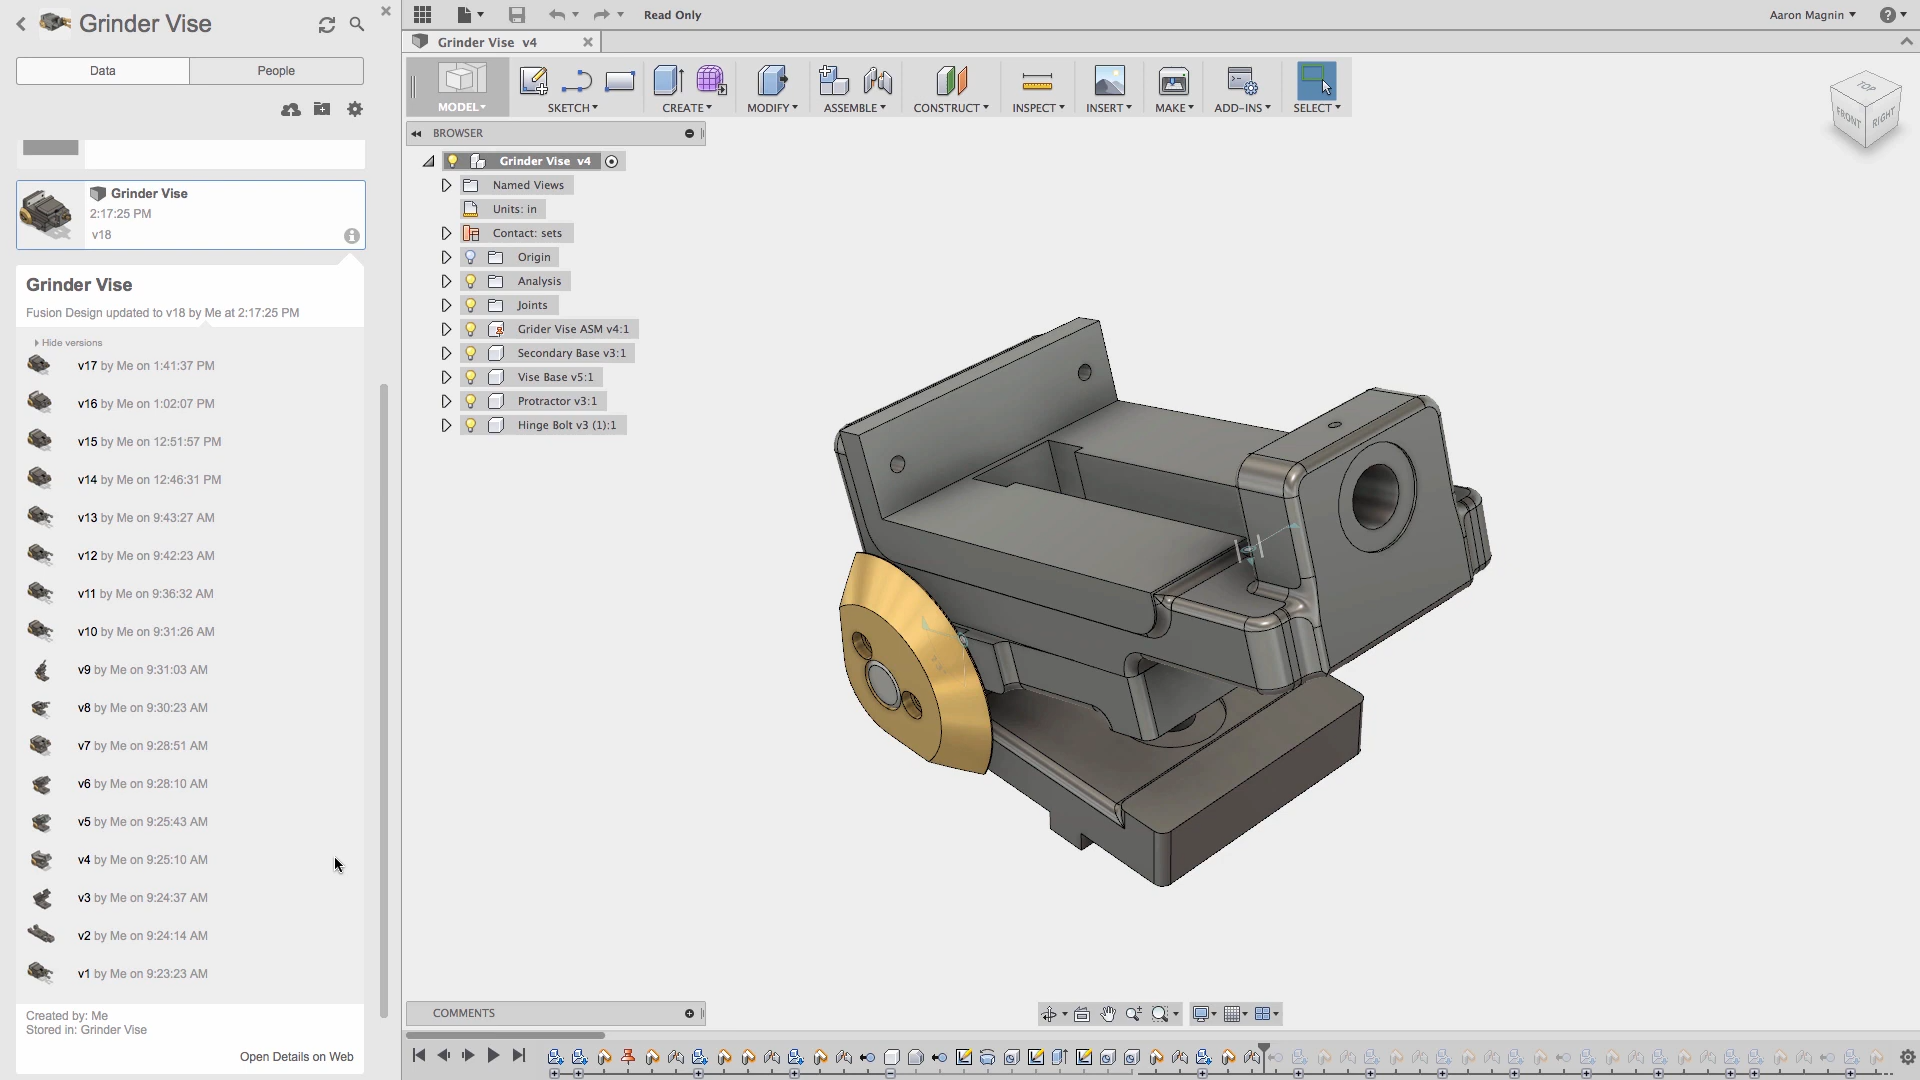 Grinder Vise
Data
People
Grinder Vise
2:17:25 PM
v18
Grinder Vise
Fusion Design updated to v18 by Me at 2:17:25 PM
Hide versions
v17 by Me on 1:41:37 PM
v16 by Me on 1:02:07 PM
v15 by Me on 12:51:57 PM
v14 by Me on 12:46:31 PM
v13 by Me on 9:43:27 AM
v12 by Me on 9:42:23 AM
v11 by Me on 9:36:32 AM
v10 by Me on 9:31:26 AM
v9 by Me on 9:31:03 AM
v8 by Me on 9:30:23 AM
v7 by Me on 9:28:51 AM
v6 by Me on 9:28:10 AM
v5 by Me on 9:25:43 AM
v4 by Me on 9:25:10 AM
v3 by Me on 9:24:37 AM
v2 by Me on 9:24:14 AM
v1 by Me on 9:23:23 AM
Created by: Me
Stored in: Grinder Vise
Open Details on Web
Read Only
Aaron Magnin
Grinder Vise v4
MODEL
SKETCH
CREATE
MODIFY
ASSEMBLE
CONSTRUCT
INSPECT
INSERT
MAKE
ADD-INS
SELECT
BROWSER
Grinder Vise v4
Named Views
Units: in
Contact: sets
Origin
Analysis
Joints
Grider Vise ASM v4:1
Secondary Base v3:1
Vise Base v5:1
Protractor v3:1
Hinge Bolt v3 (1):1
TOP
FRONT
RIGHT
COMMENTS